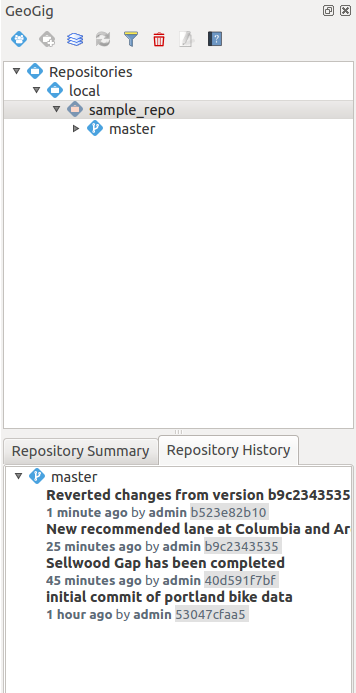 GeoGig
Repositories
local
sample_repo
master
Repository Summary
Repository History
master
Reverted changes from version b9c2343535
1 minute ago by admin b523e82b10
New recommended lane at Columbia and Ar
25 minutes ago by admin b9c2343535
Sellwood Gap has been completed
45 minutes ago by admin 40d591f7bf
initial commit of portland bike data
1 hour ago by admin 53047cfaa5